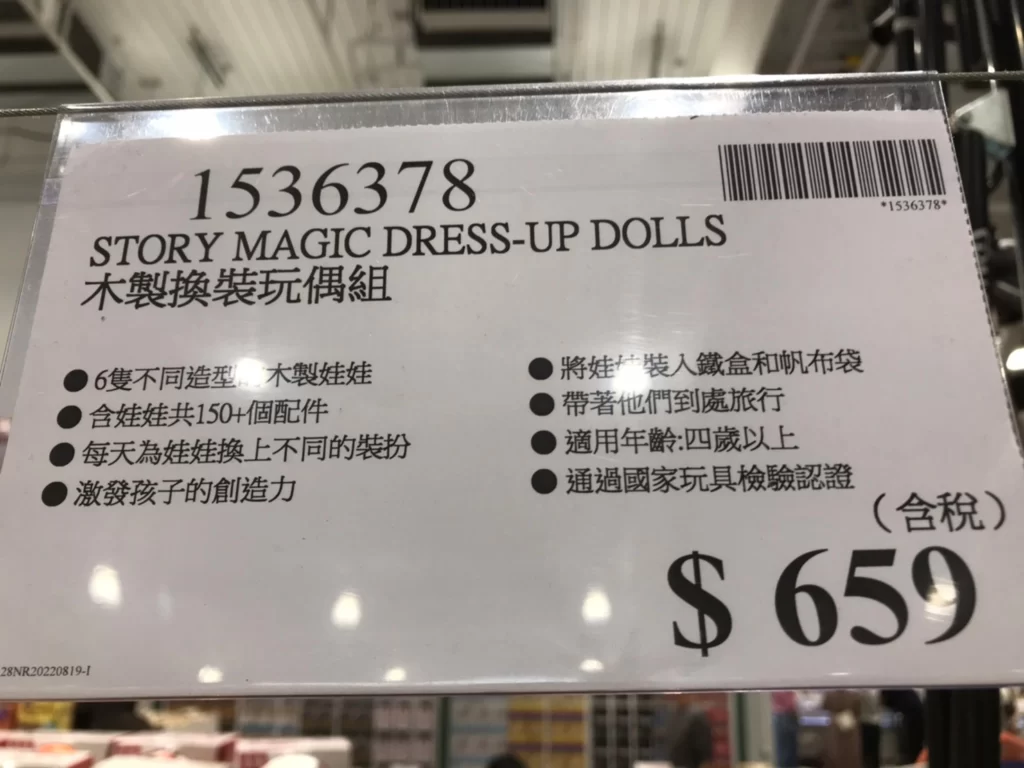 1536378
*1536378*
STORY MAGIC DRESS-UP DOLLS
木製換裝玩偶組
● 6隻不同造型 木製娃娃
● 含娃娃共150+個配件
● 每天為娃娃換上不同的裝扮
● 激發孩子的創造力
● 將娃娃裝入鐵盒和帆布袋
● 帶著他們到處旅行
● 適用年齡:四歲以上
● 通過國家玩具檢驗認證
(含稅)
$ 659
28NR20220819-I